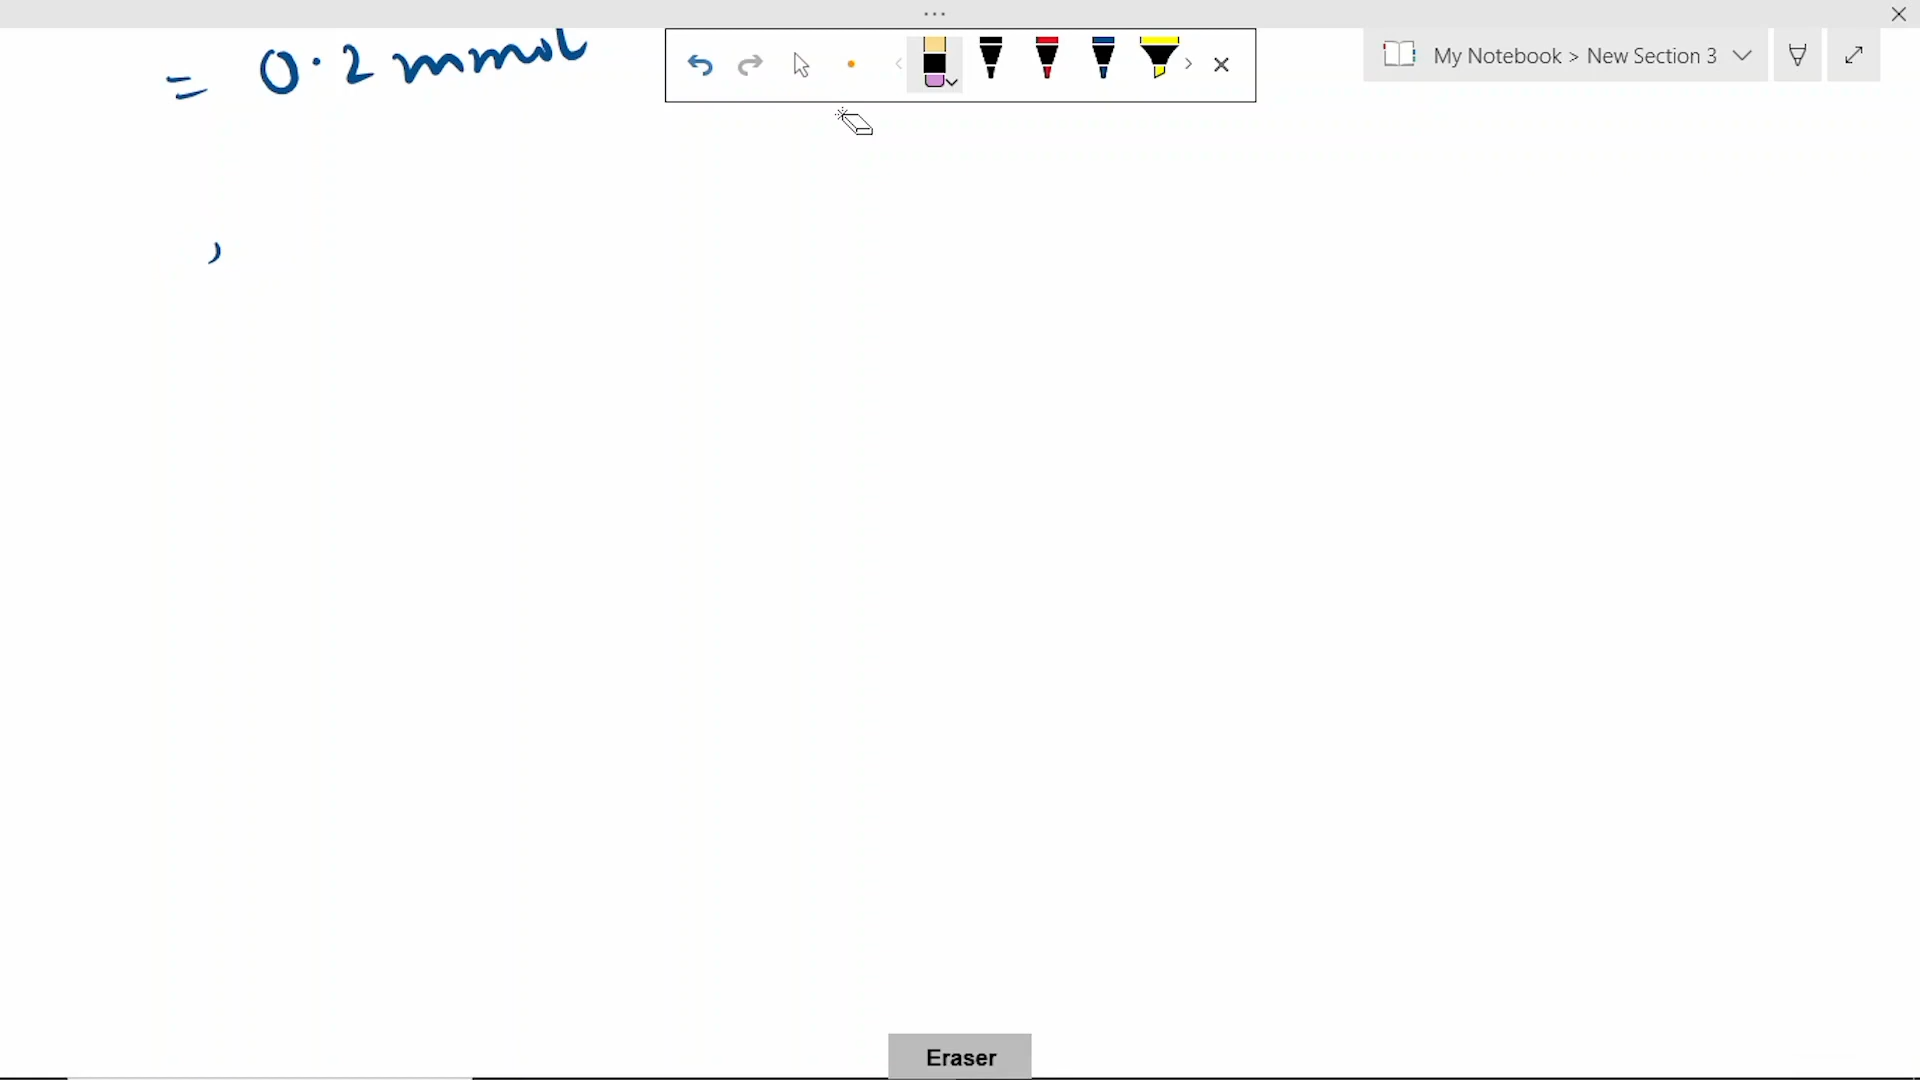 ...
My Notebook > New Section 3
= 0.2 mmol
,
Eraser